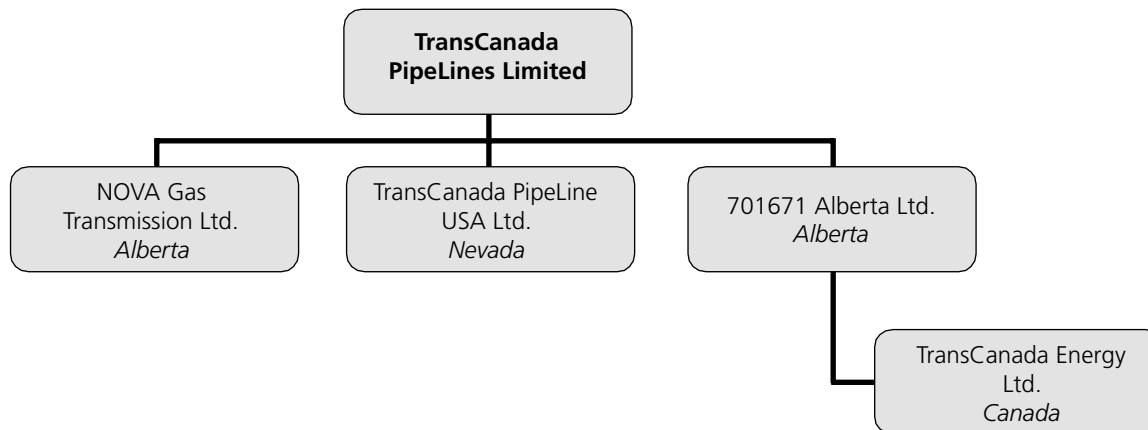 TransCanada
PipeLines Limited
NOVA Gas
Transmission Ltd.
Alberta
TransCanada PipeLine
USA Ltd.
Nevada
701671 Alberta Ltd.
Alberta
TransCanada Energy
Ltd.
Canada